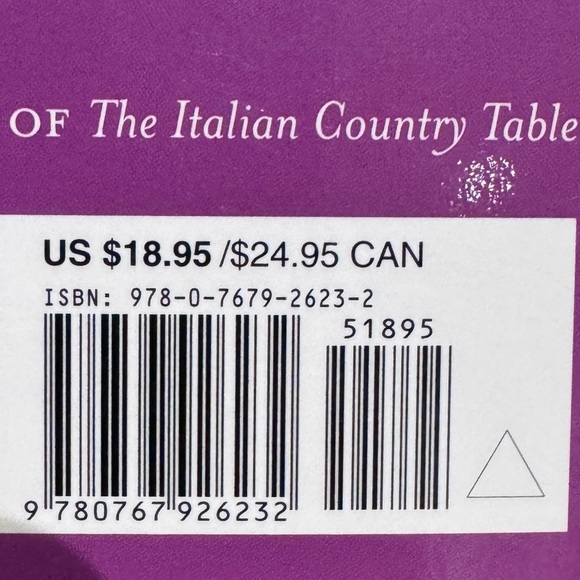 OF The Italian Country Table
US $18.95 /$24.95 CAN
ISBN: 978-0-7679-2623-2
51895
9 780767 926232